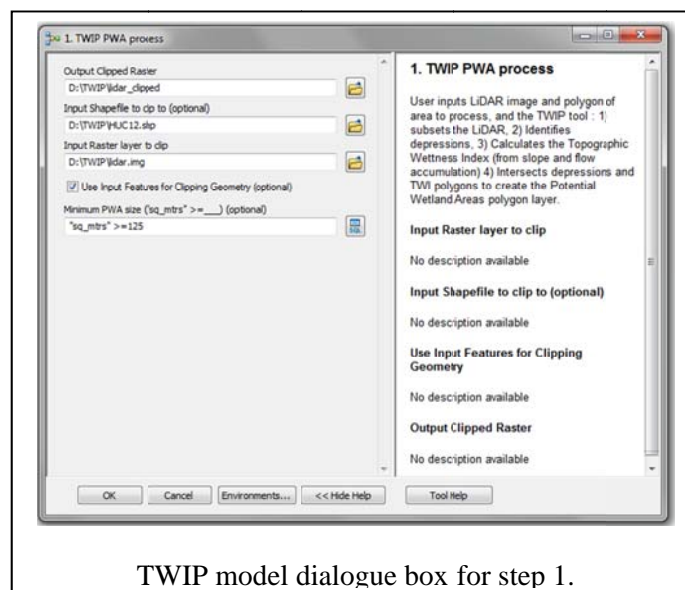 1. TWIP PWA process
Output Clipped Raster
D:\TWIP\lidar_clipped
Input Shapefile to clip to (optional)
D:\TWIP\HUC12.shp
Input Raster layer to clip
D:\TWIP\lidar.img
Use Input Features for Clipping Geometry (optional)
Minimum PWA size ('sq_mtrs" >=___) (optional)
"sq_mtrs" >=125
1. TWIP PWA process
User inputs LiDAR image and polygon of
area to process, and the TWIP tool : 1)
subsets the LiDAR, 2) Identifies
depressions, 3) Calculates the Topographic
Wettness Index (from slope and flow
accumulation) 4) Intersects depressions and
TWI polygons to create the Potential
Wetland Areas polygon layer.
Input Raster layer to clip
No desciption available
Input Shapefile to clip to (optional)
No desciption available
Use Input Features for Clipping
Geometry
No desciption available
Output Clipped Raster
No desciption available
OK
Cancel
Environments...
<< Hide Help
Tool Help
TWIP model dialogue box for step 1.